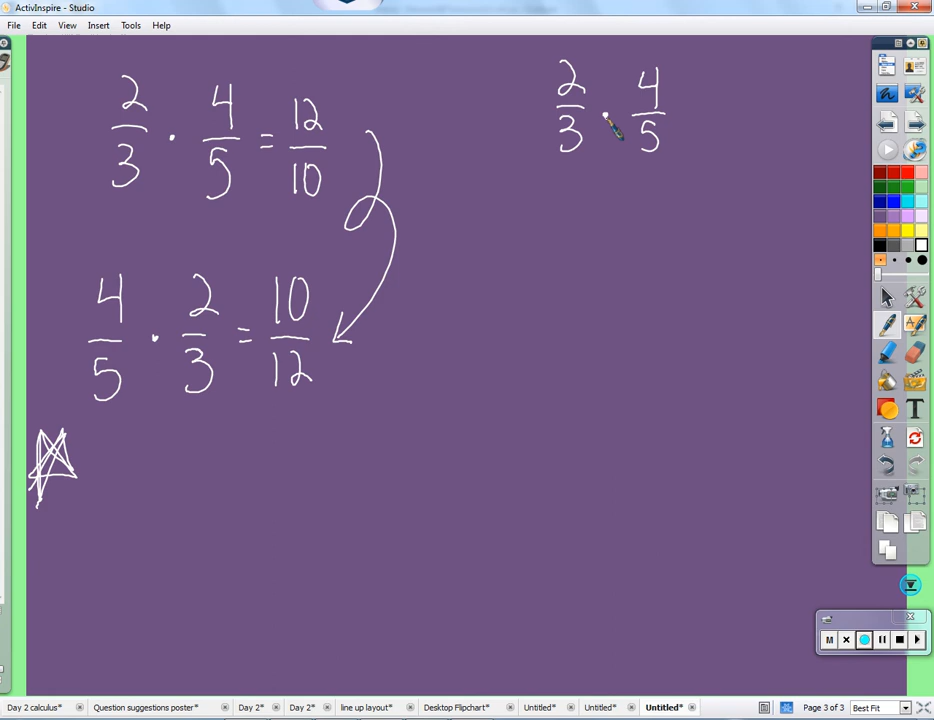 ActivInspire - Studio
File Edit View Insert Tools Help
2/3 · 4/5 = 12/10
4/5 · 2/3 = 10/12
2/3 · 4/5
T
M
Day 2 calculus* Question suggestions poster* Day 2* Day 2* line up layout* Desktop Flipchart* Untitled* Untitled* Untitled* Page 3 of 3 Best Fit